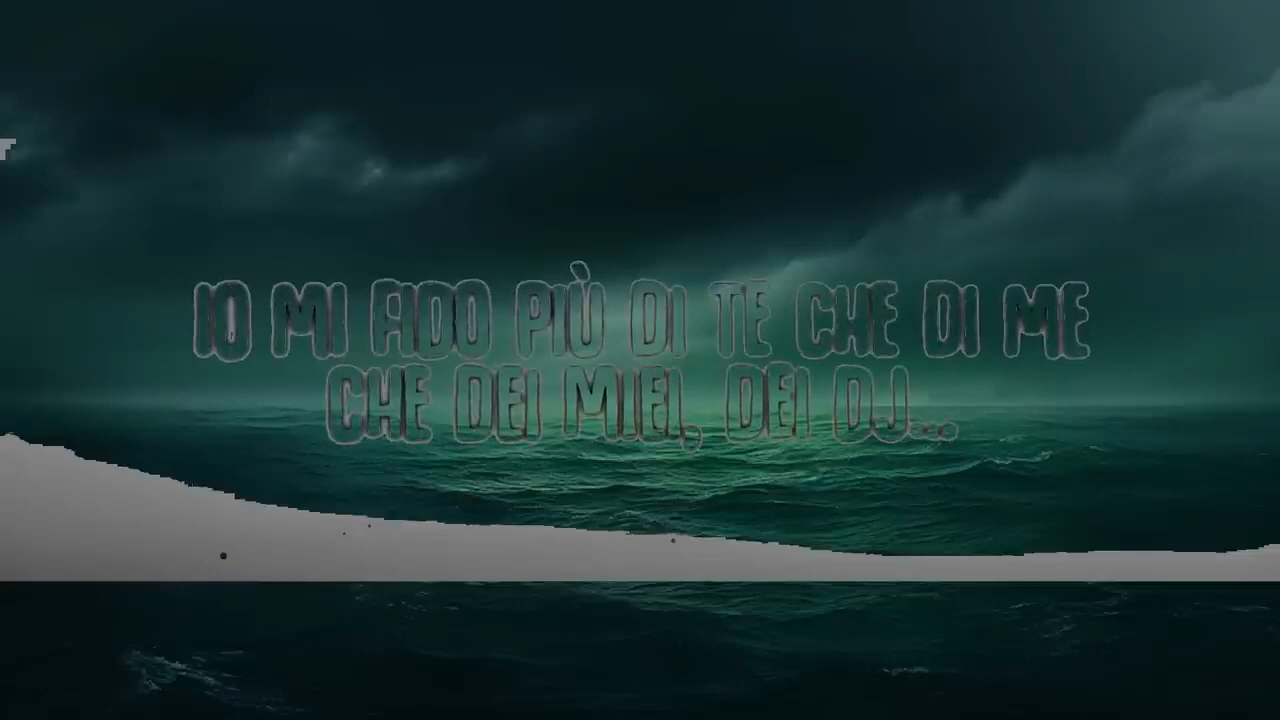 IO MI FIDO PIÙ DI TE CHE DI ME
CHE DEI MIEI, DEI DJ...